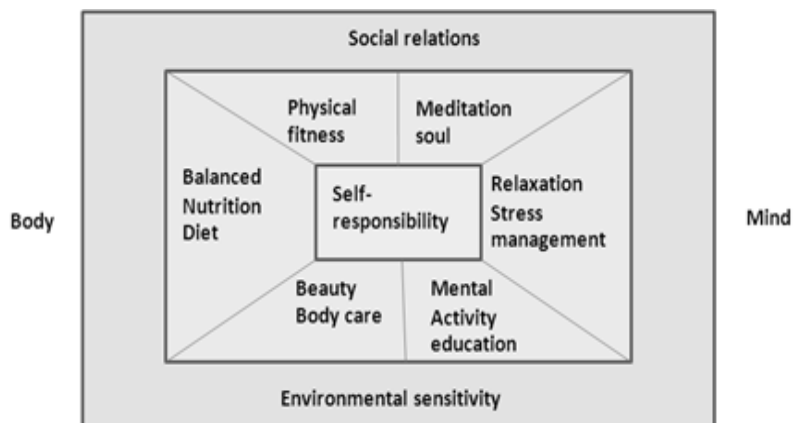 Social relations
Physical
fitness
Meditation
soul
Balanced
Nutrition
Diet
Self-
responsibility
Relaxation
Stress
management
Body
Mind
Beauty
Body care
Mental
Activity
education
Environmental sensitivity